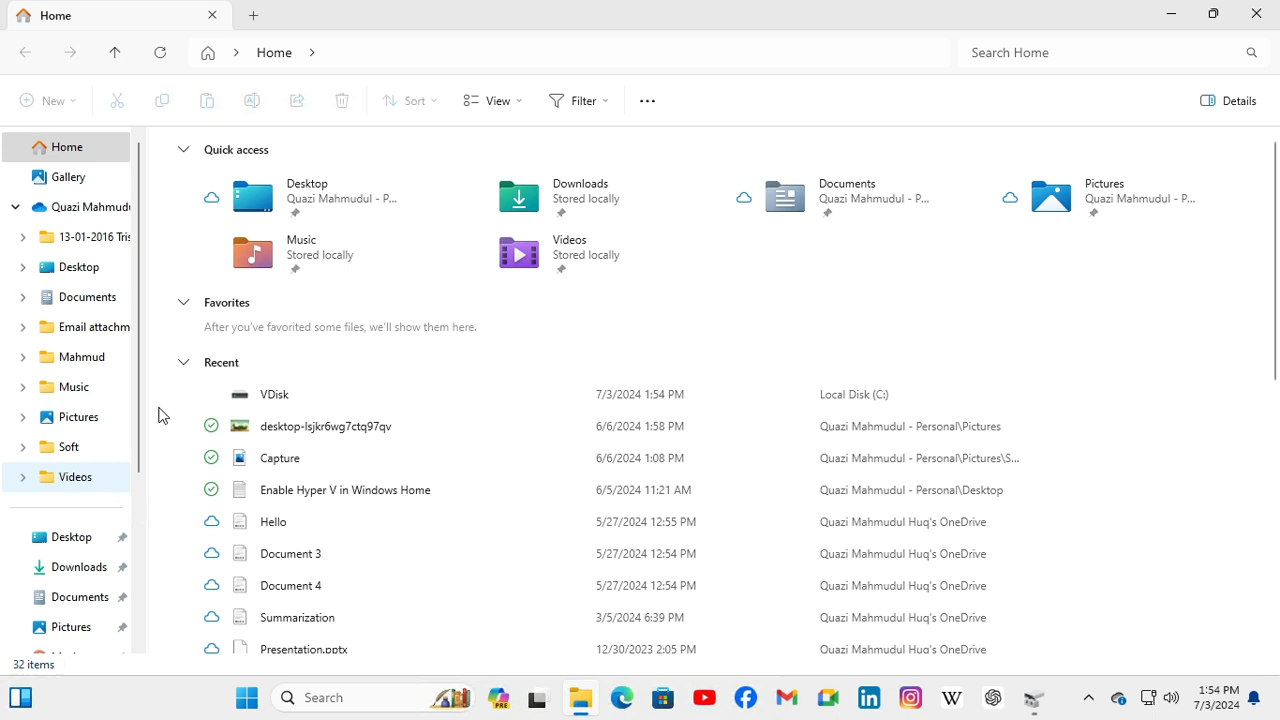 Home
Home
Search Home
New
Sort
View
Filter
Details
Home
Gallery
Quazi Mahmudu
13-01-2016 Tris
Desktop
Documents
Email attachm
Mahmud
Music
Pictures
Soft
Videos
Desktop
Downloads
Documents
Pictures
Quick access
Desktop
Quazi Mahmudul - P...
Downloads
Stored locally
Documents
Quazi Mahmudul - P...
Pictures
Quazi Mahmudul - P...
Music
Stored locally
Videos
Stored locally
Favorites
After you've favorited some files, we'll show them here.
Recent
VDisk 7/3/2024 1:54 PM Local Disk (C:)
desktop-lsjkr6wg7ctq97qv 6/6/2024 1:58 PM Quazi Mahmudul - Personal\Pictures
Capture 6/6/2024 1:08 PM Quazi Mahmudul - Personal\Pictures\S...
Enable Hyper V in Windows Home 6/5/2024 11:21 AM Quazi Mahmudul - Personal\Desktop
Hello 5/27/2024 12:55 PM Quazi Mahmudul Huq's OneDrive
Document 3 5/27/2024 12:54 PM Quazi Mahmudul Huq's OneDrive
Document 4 5/27/2024 12:54 PM Quazi Mahmudul Huq's OneDrive
Summarization 3/5/2024 6:39 PM Quazi Mahmudul Huq's OneDrive
Presentation.pptx 12/30/2023 2:05 PM Quazi Mahmudul Huq's OneDrive
32 items
Search
PRE
W
1:54 PM
7/3/2024